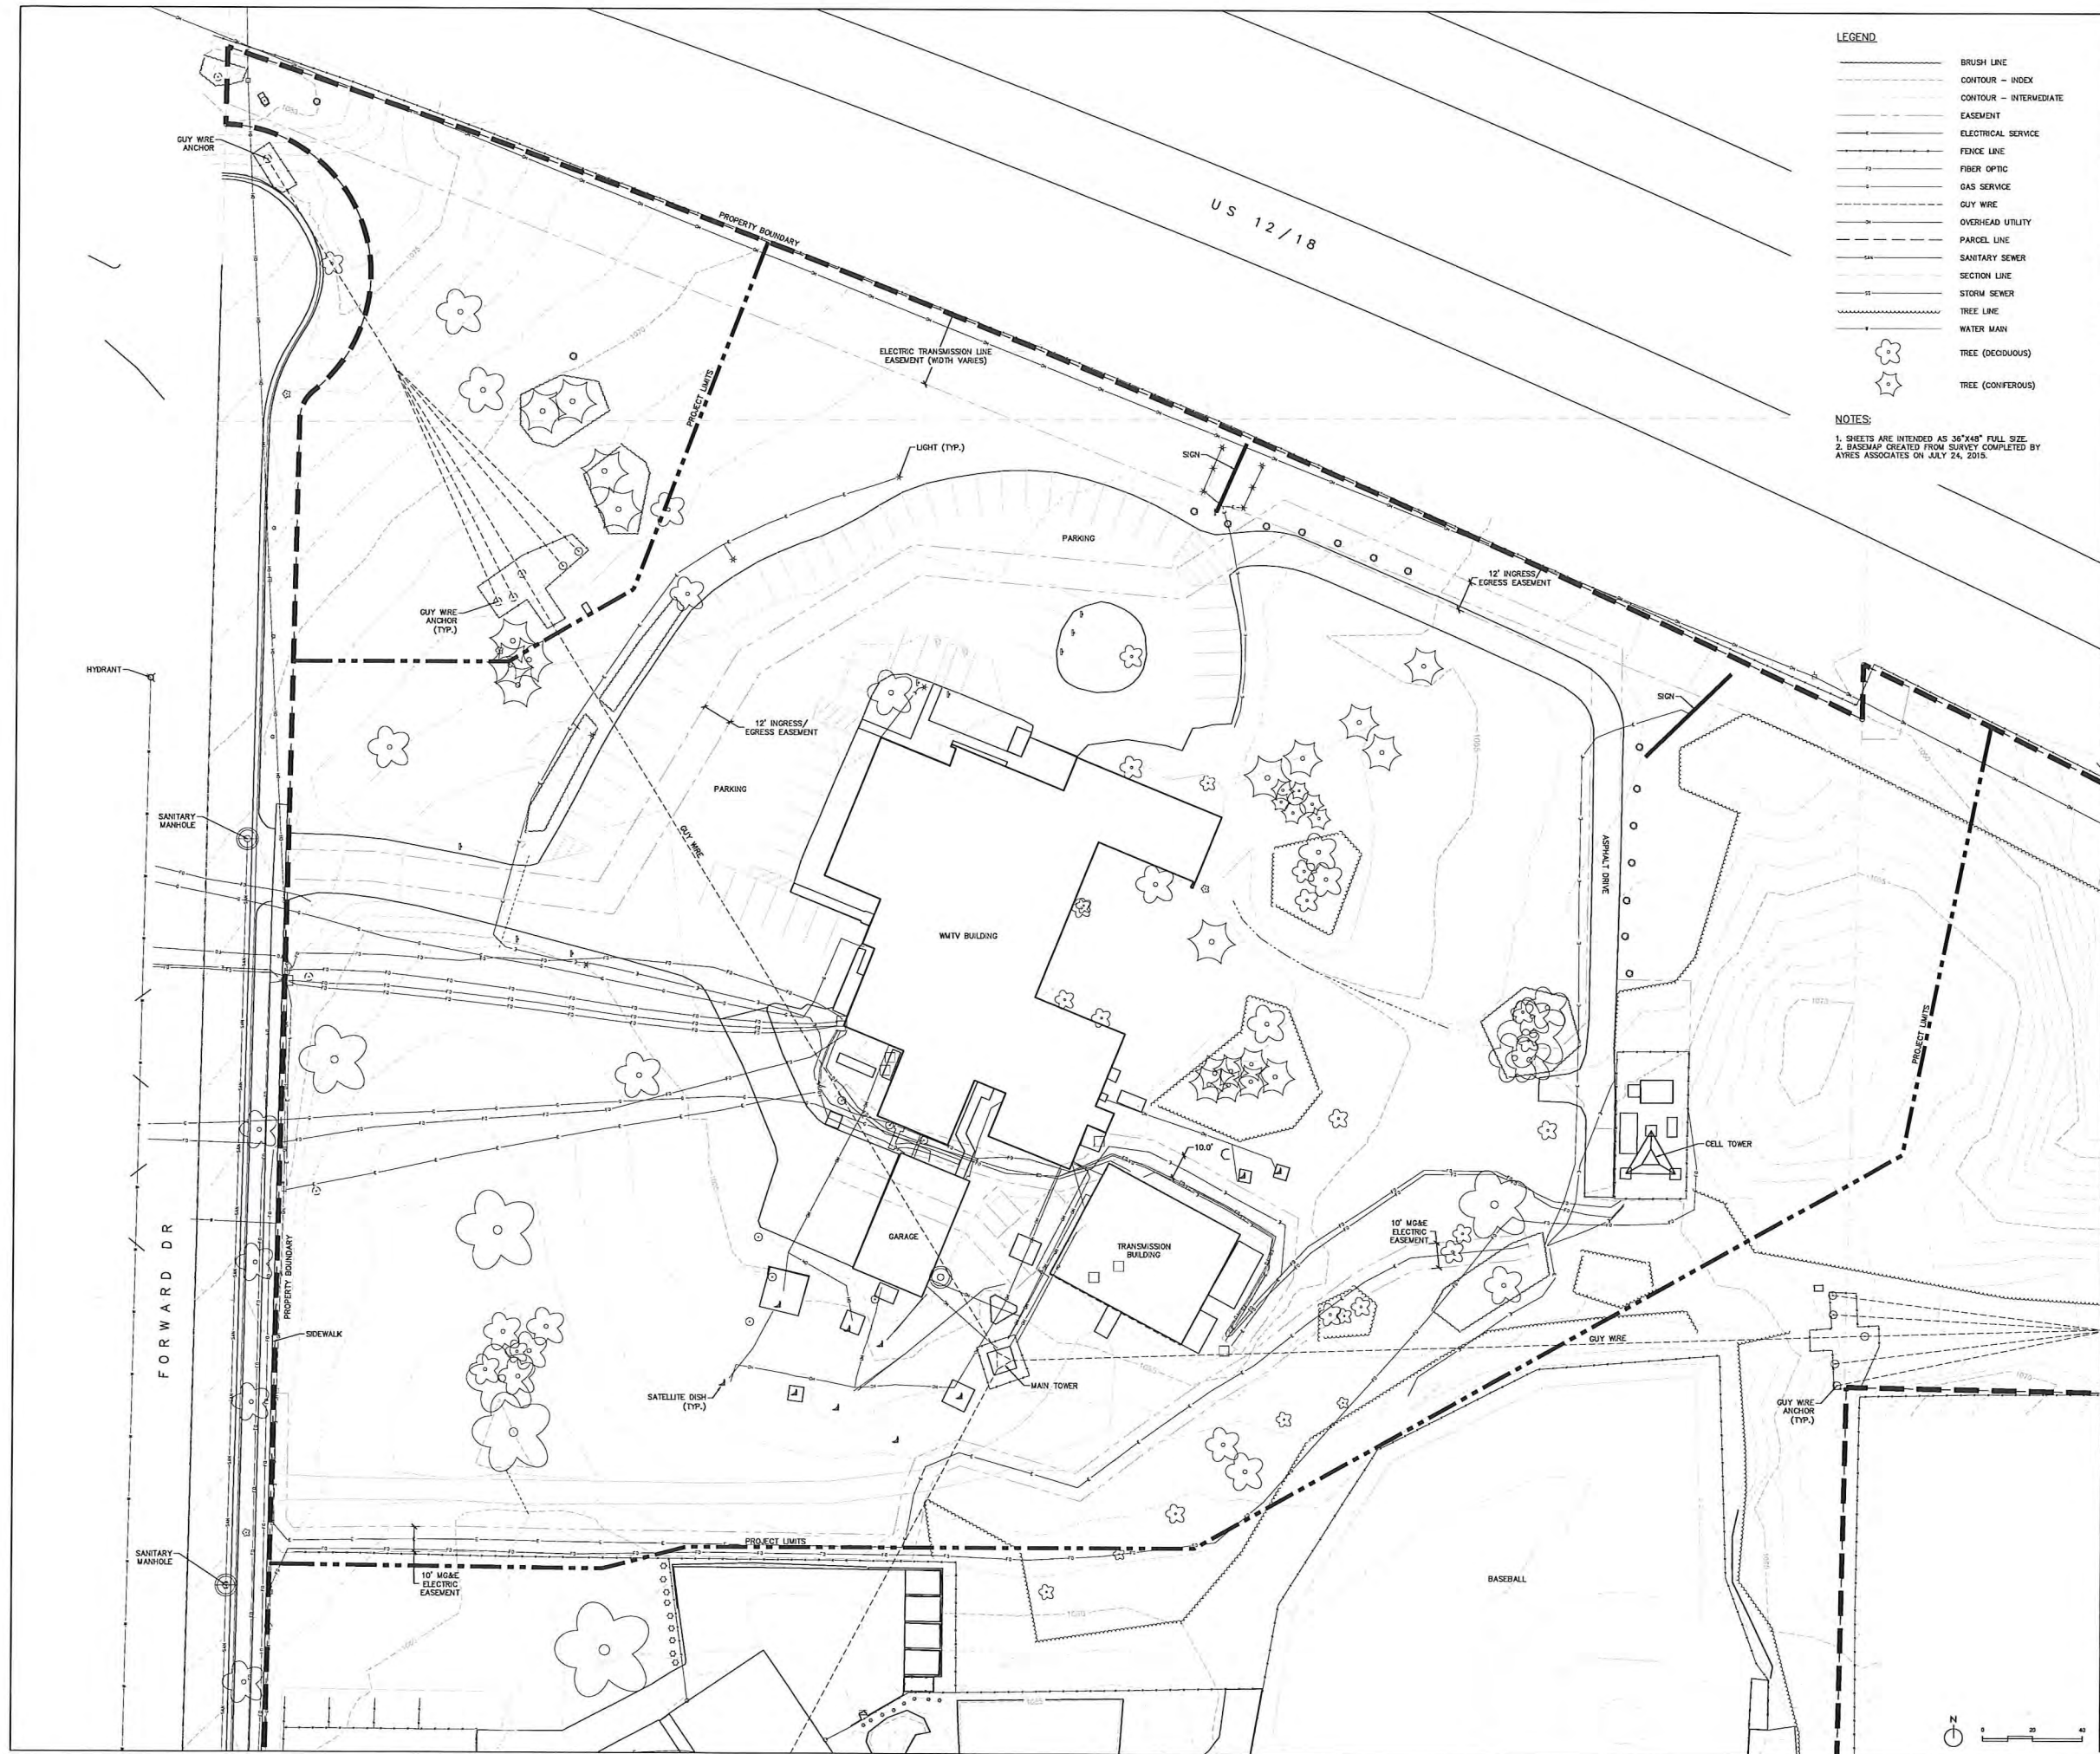 LEGEND
BRUSH LINE
CONTOUR – INDEX
CONTOUR – INTERMEDIATE
EASEMENT
ELECTRICAL SERVICE
FENCE LINE
FIBER OPTIC
GAS SERVICE
GUY WIRE
OVERHEAD UTILITY
PARCEL LINE
SANITARY SEWER
SECTION LINE
STORM SEWER
TREE LINE
WATER MAIN
TREE (DECIDUOUS)
TREE (CONIFEROUS)
NOTES:
1. SHEETS ARE INTENDED AS 36"X48" FULL SIZE.
2. BASEMAP CREATED FROM SURVEY COMPLETED BY
AYRES ASSOCIATES ON JULY 24, 2015.
US 12/18
GUY WIRE
ANCHOR
PROPERTY BOUNDARY
1075
1070
ELECTRIC TRANSMISSION LINE
EASEMENT (WIDTH VARIES)
PROJECT LIMITS
LIGHT (TYP.)
SIGN
PARKING
12' INGRESS/
EGRESS EASEMENT
GUY WIRE
ANCHOR
(TYP.)
HYDRANT
SIGN
12' INGRESS/
EGRESS EASEMENT
PARKING
SANITARY
MANHOLE
GUY WIRE
ASPHALT DRIVE
WMTV BUILDING
1070
PROJECT LIMITS
CELL TOWER
10.0'
FORWARD DR
PROPERTY BOUNDARY
GARAGE
TRANSMISSION
BUILDING
10' MG&E
ELECTRIC
EASEMENT
SIDEWALK
GUY WIRE
MAIN TOWER
SATELLITE DISH
(TYP.)
1070
GUY WIRE
ANCHOR
(TYP.)
PROJECT LIMITS
SANITARY
MANHOLE
10' MG&E
ELECTRIC
EASEMENT
BASEBALL
N
0 20 40